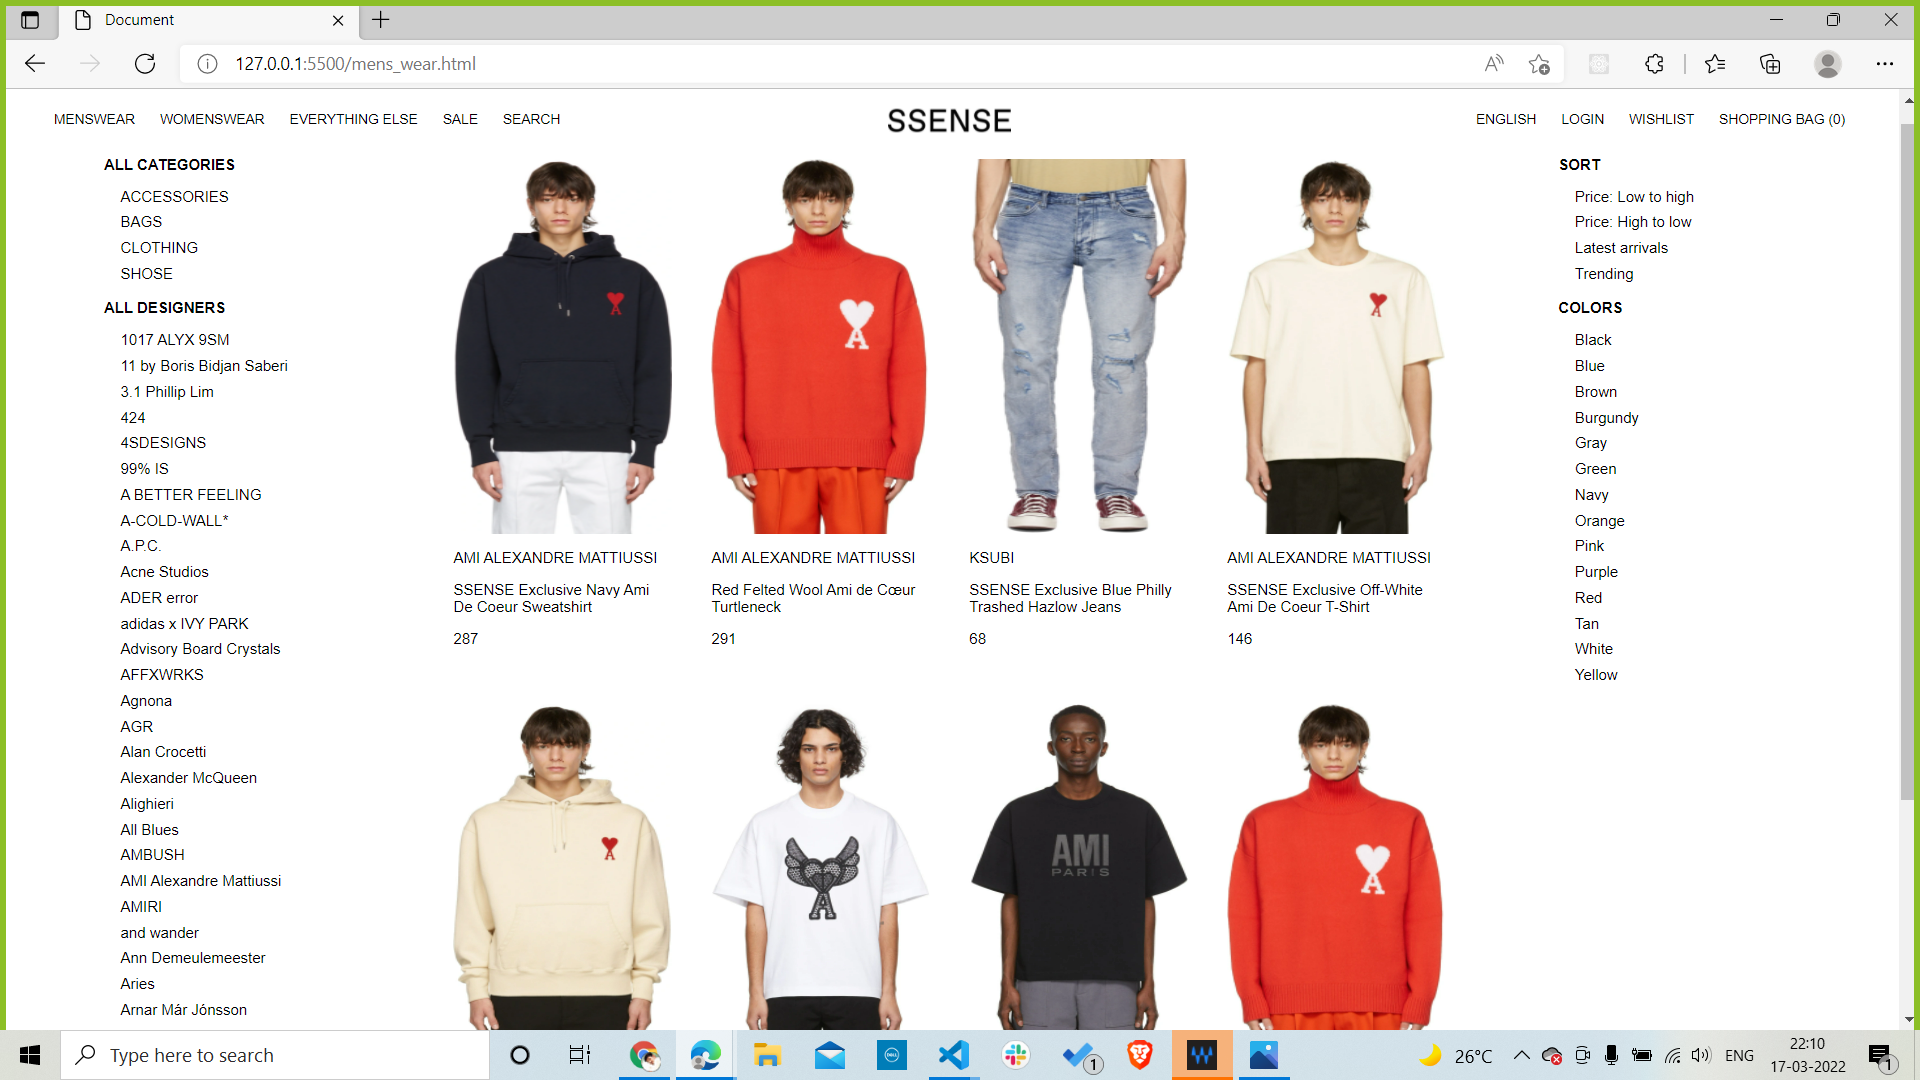 Document
127.0.0.1:5500/mens_wear.html
MENSWEAR WOMENSWEAR EVERYTHING ELSE SALE SEARCH
SSENSE
ENGLISH LOGIN WISHLIST SHOPPING BAG (0)
ALL CATEGORIES
ACCESSORIES
BAGS
CLOTHING
SHOSE
ALL DESIGNERS
1017 ALYX 9SM
11 by Boris Bidjan Saberi
3.1 Phillip Lim
424
4SDESIGNS
99% IS
A BETTER FEELING
A-COLD-WALL*
A.P.C.
Acne Studios
ADER error
adidas x IVY PARK
Advisory Board Crystals
AFFXWRKS
Agnona
AGR
Alan Crocetti
Alexander McQueen
Alighieri
All Blues
AMBUSH
AMI Alexandre Mattiussi
AMIRI
and wander
Ann Demeulemeester
Aries
Arnar Már Jónsson
A
AMI ALEXANDRE MATTIUSSI
SSENSE Exclusive Navy Ami
De Coeur Sweatshirt
287
A
AMI ALEXANDRE MATTIUSSI
Red Felted Wool Ami de Cœur
Turtleneck
291
KSUBI
SSENSE Exclusive Blue Philly
Trashed Hazlow Jeans
68
A
AMI ALEXANDRE MATTIUSSI
SSENSE Exclusive Off-White
Ami De Coeur T-Shirt
146
A
A
AMI
PARIS
A
SORT
Price: Low to high
Price: High to low
Latest arrivals
Trending
COLORS
Black
Blue
Brown
Burgundy
Gray
Green
Navy
Orange
Pink
Purple
Red
Tan
White
Yellow
Type here to search
DELL
1
26°C
ENG
22:10
17-03-2022
1